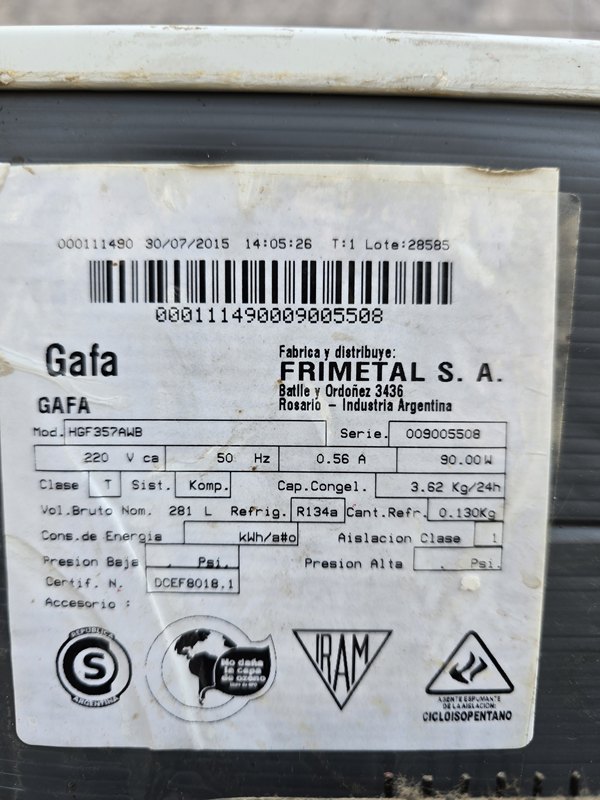 000111490 30/07/2015 14:05:26 T:1 Lote:28585
000111490009005508
Gafa
Fabrica y distribuye:
FRIMETAL S. A.
Batlle y Ordoñez 3436
Rosario - Industria Argentina
GAFA
Mod. HGF357AWB Serie. 009005508
220 V ca 50 Hz 0.56 A 90.00W
Clase T Sist. Komp. Cap.Congel. 3.62 Kg/24h
Vol.Bruto Nom. 281 L Refrig. R134a Cant.Refr. 0.130Kg
Cons.de Energia kWh/a#o Aislacion Clase 1
Presion Baja . Psi. Presion Alta . Psi.
Certif. N. DCEF8018.1
Accesorio :
REPUBLICA
S
ARGENTINA
No daña
la capa
de ozono
IRAM
AGENTE ESPUMANTE
DE LA AISLACION:
CICLOISOPENTANO